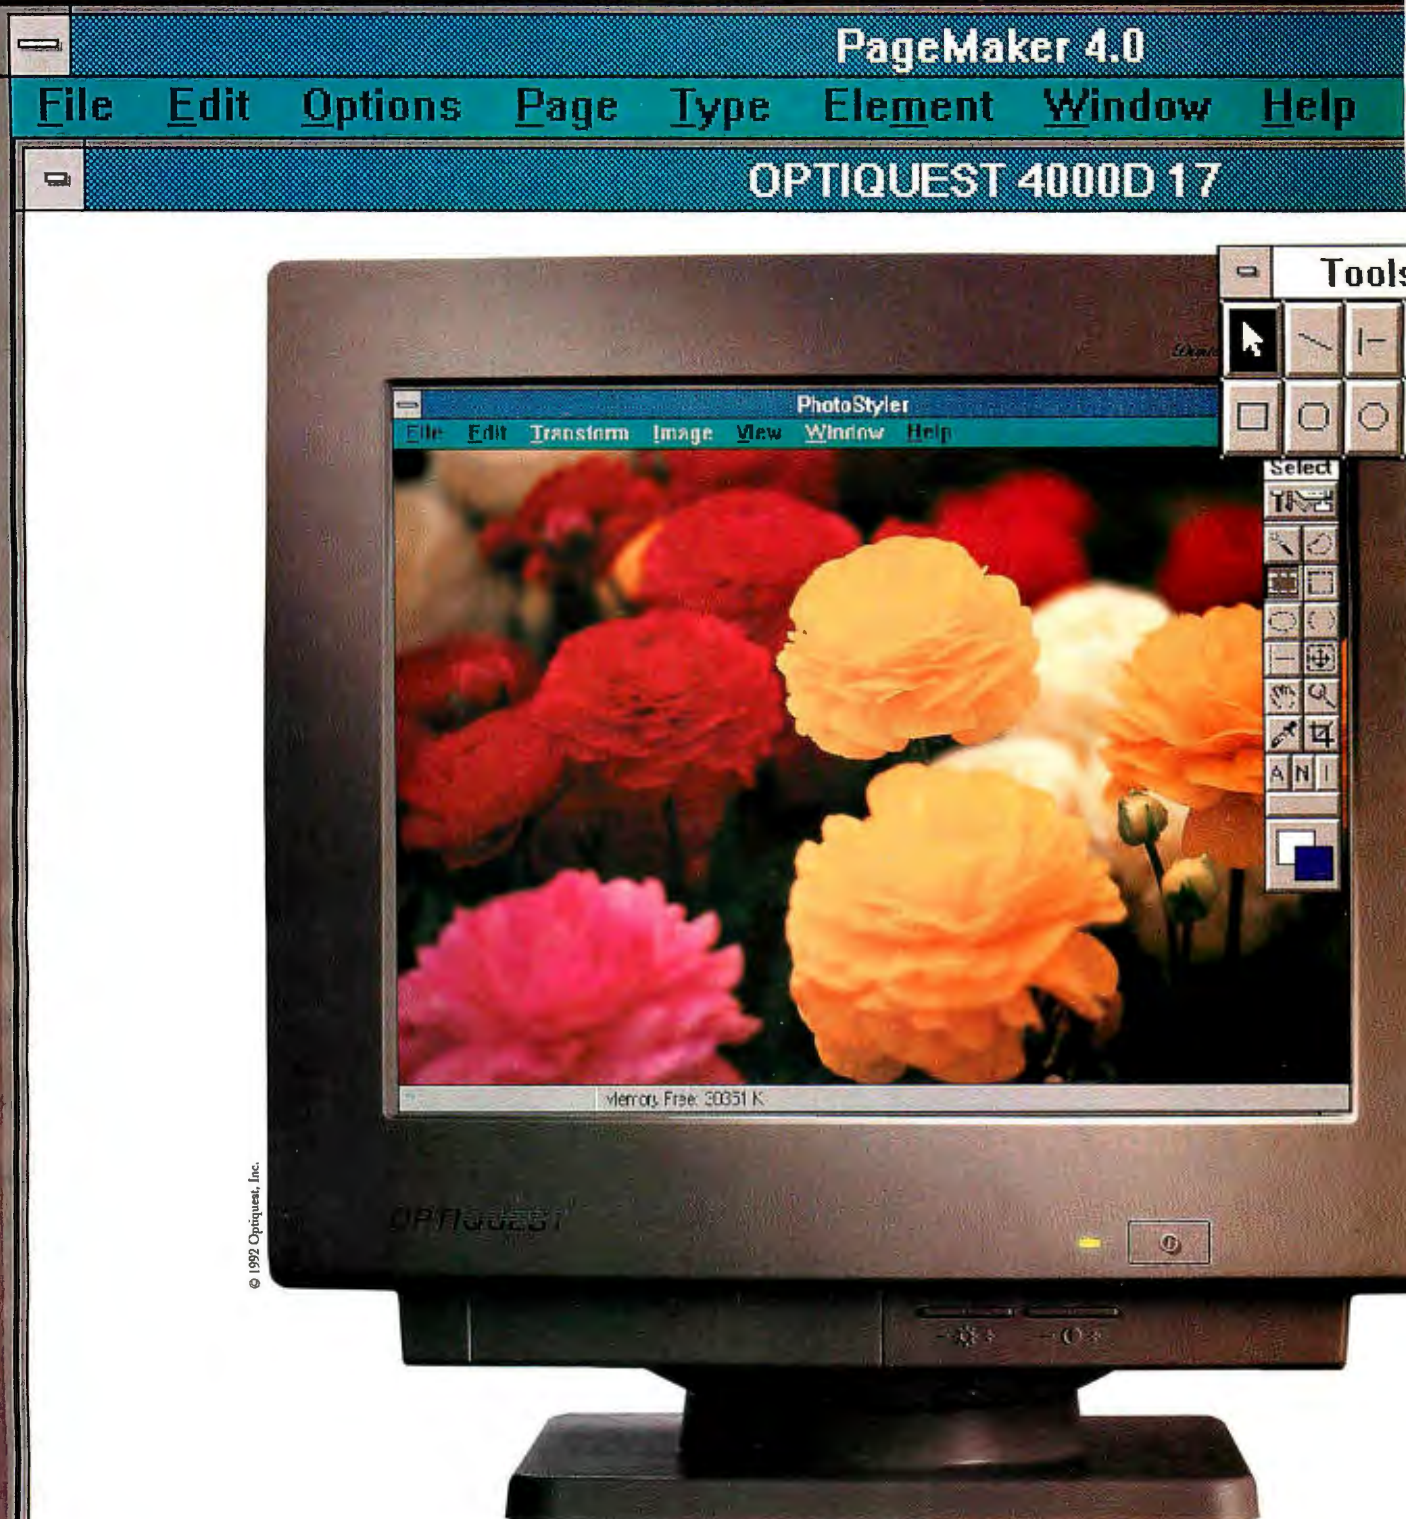 PageMaker 4.0
File Edit Options Page Type Element Window Help
OPTIQUEST 4000D 17
Tools
PhotoStyler
File Edit Transform Image View Window Help
Select
A N I
Memory Free: 30351 K
© 1992 Optiquest, Inc.
OPTIQUEST